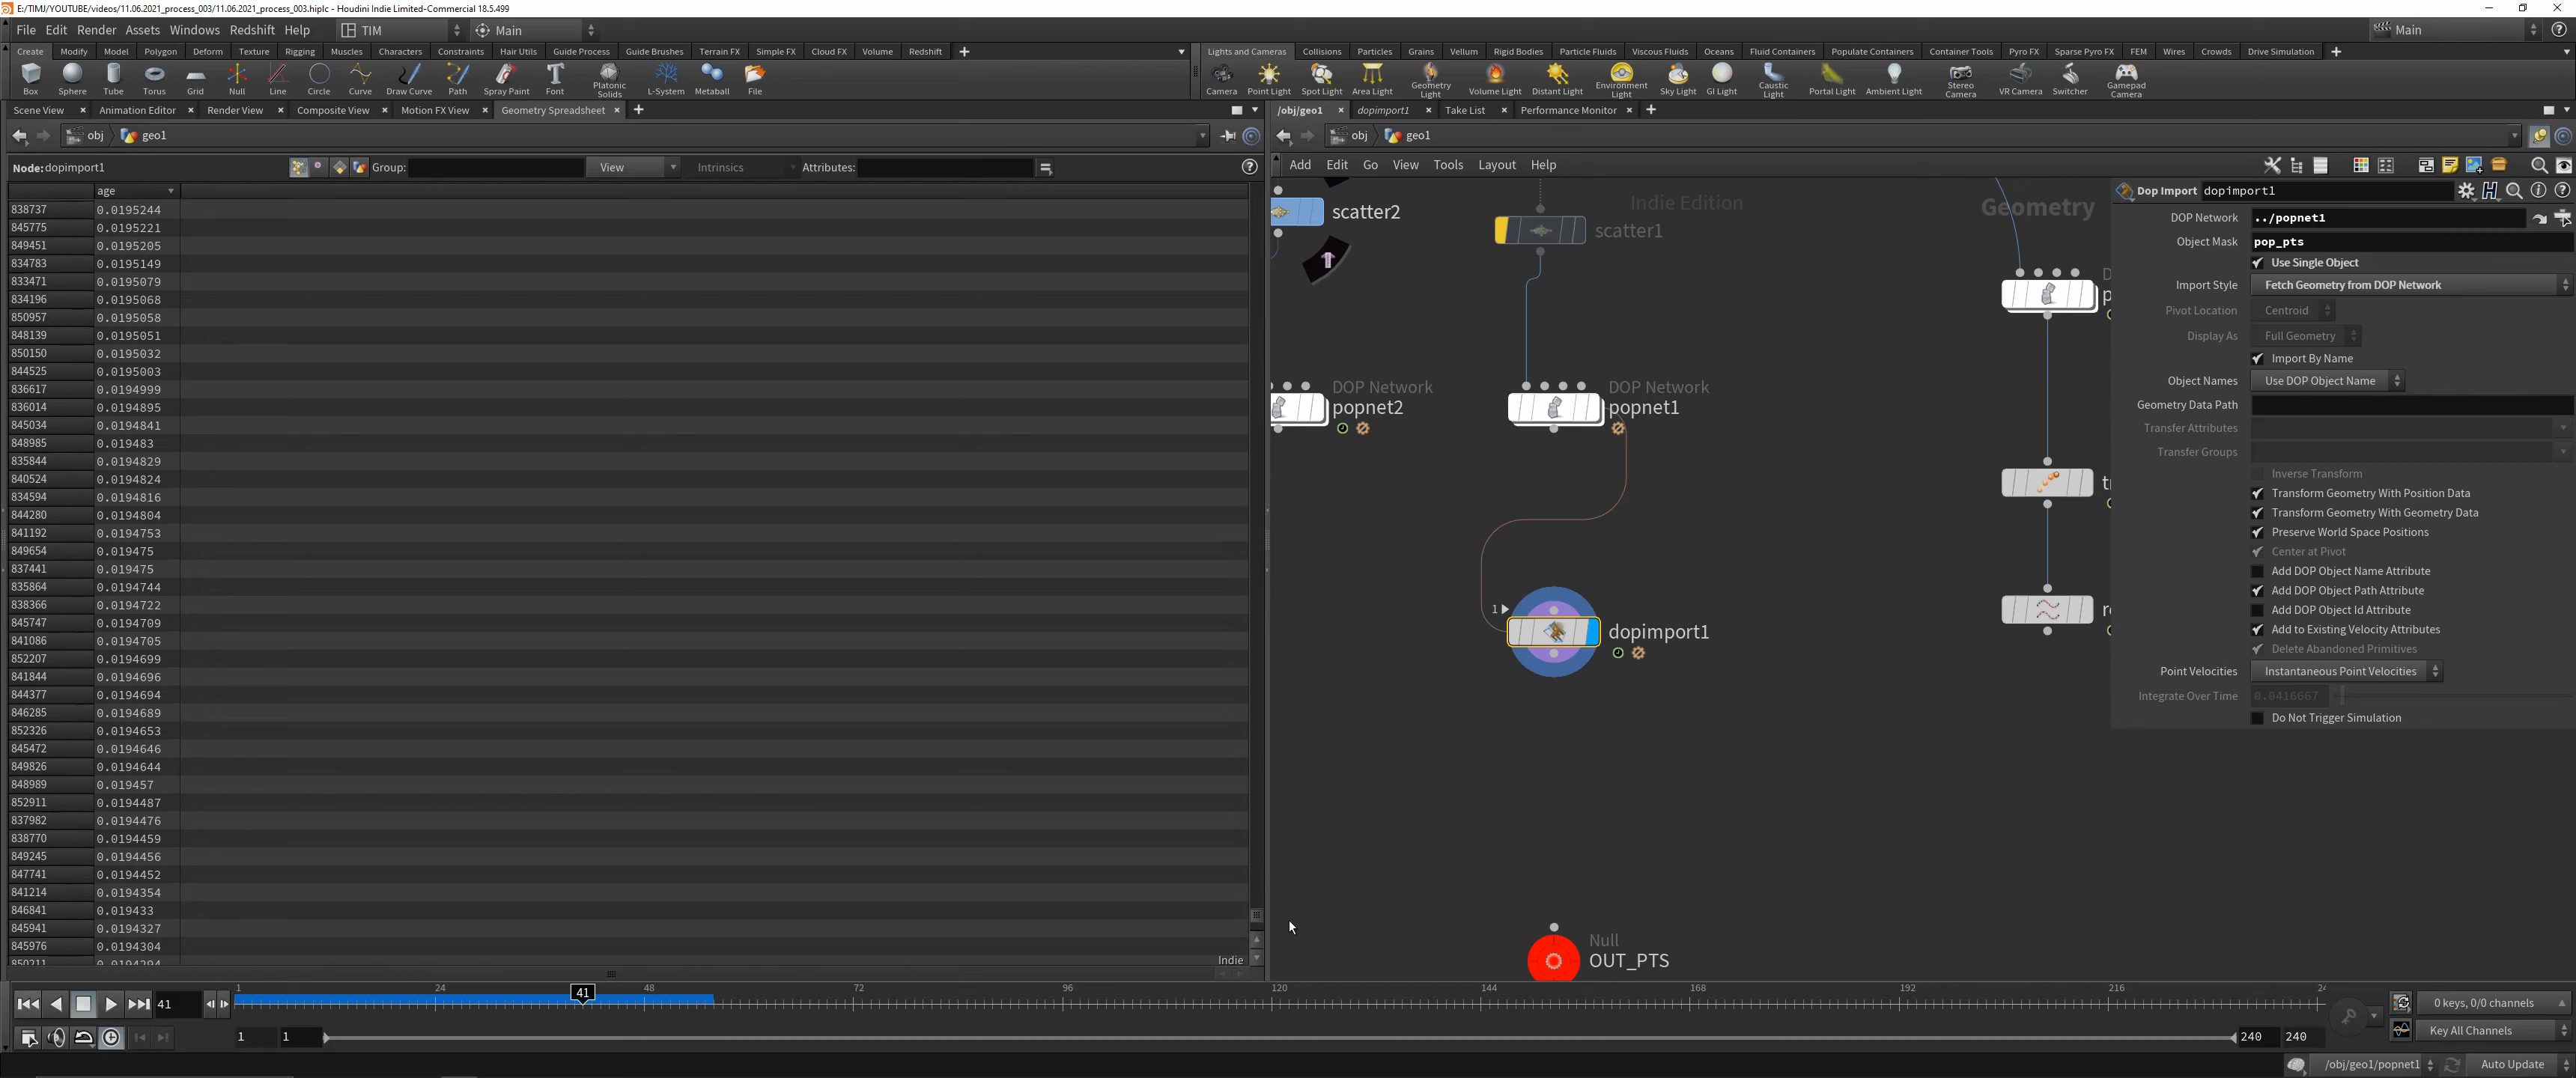 E:/TIMJ/YOUTUBE/videos/11.06.2021_process_003/11.06.2021_process_003.hiplc - Houdini Indie Limited-Commercial 18.5.499
File Edit Render Assets Windows Redshift Help TIM Main Main
Create Modify Model Polygon Deform Texture Rigging Muscles Characters Constraints Hair Utils Guide Process Guide Brushes Terrain FX Simple FX Cloud FX Volume Redshift
Lights and Cameras Collisions Particles Grains Vellum Rigid Bodies Particle Fluids Viscous Fluids Oceans Fluid Containers Populate Containers Container Tools Pyro FX Sparse Pyro FX FEM Wires Crowds Drive Simulation
Box Sphere Tube Torus Grid Null Line Circle Curve Draw Curve Path Spray Paint Font Platonic Solids L-System Metaball File
Camera Point Light Spot Light Area Light Geometry Light Volume Light Distant Light Environment Light Sky Light GI Light Caustic Light Portal Light Ambient Light Stereo Camera VR Camera Switcher Gamepad Camera
Scene View Animation Editor Render View Composite View Motion FX View Geometry Spreadsheet
/obj/geo1 dopimport1 Take List Performance Monitor
obj geo1
obj geo1
Node: dopimport1 Group: View Intrinsics Attributes:
Add Edit Go View Tools Layout Help
age
838737 0.0195244
845775 0.0195221
849451 0.0195205
834783 0.0195149
833471 0.0195079
834196 0.0195068
850957 0.0195058
848139 0.0195051
850150 0.0195032
844525 0.0195003
836617 0.0194999
836014 0.0194895
845034 0.0194841
848985 0.019483
835844 0.0194829
840524 0.0194824
834594 0.0194816
844280 0.0194804
841192 0.0194753
849654 0.019475
837441 0.019475
835864 0.0194744
838366 0.0194722
845747 0.0194709
841086 0.0194705
852207 0.0194699
841844 0.0194696
844377 0.0194694
846285 0.0194689
852326 0.0194653
845472 0.0194646
849826 0.0194644
848989 0.019457
852911 0.0194487
837982 0.0194476
838770 0.0194459
849245 0.0194456
847741 0.0194452
841214 0.0194354
846841 0.019433
845941 0.0194327
845976 0.0194304
850211 0.0194294
Indie
Indie Edition
Geometry
scatter2
scatter1
DOP Network
popnet2
DOP Network
popnet1
1
dopimport1
Null
OUT_PTS
Dop Import dopimport1
DOP Network ../popnet1
Object Mask pop_pts
Use Single Object
Import Style Fetch Geometry from DOP Network
Pivot Location Centroid
Display As Full Geometry
Import By Name
Object Names Use DOP Object Name
Geometry Data Path
Transfer Attributes
Transfer Groups
Inverse Transform
Transform Geometry With Position Data
Transform Geometry With Geometry Data
Preserve World Space Positions
Center at Pivot
Add DOP Object Name Attribute
Add DOP Object Path Attribute
Add DOP Object Id Attribute
Add to Existing Velocity Attributes
Delete Abandoned Primitives
Point Velocities Instantaneous Point Velocities
Integrate Over Time 0.0416667
Do Not Trigger Simulation
41 1 24 41 48 72 96 120 144 168 192 216 24
0 keys, 0/0 channels
1 1 240 240
Key All Channels
/obj/geo1/popnet1 Auto Update